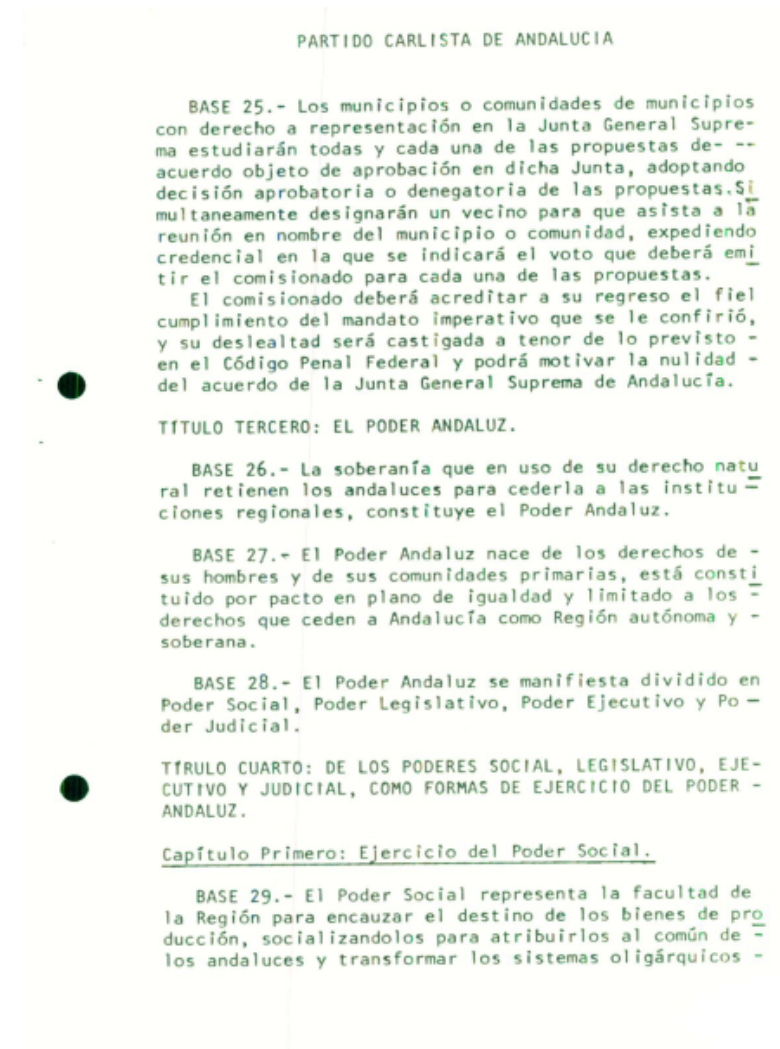 PARTIDO CARLISTA DE ANDALUCIA
BASE 25.- Los municipios o comunidades de municipios
con derecho a representación en la Junta General Supre-
ma estudiarán todas y cada una de las propuestas de- --
acuerdo objeto de aprobación en dicha Junta, adoptando
decisión aprobatoria o denegatoria de las propuestas.Si
multaneamente designarán un vecino para que asista a la
reunión en nombre del municipio o comunidad, expediendo
credencial en la que se indicará el voto que deberá emi
tir el comisionado para cada una de las propuestas.
El comisionado deberá acreditar a su regreso el fiel
cumplimiento del mandato imperativo que se le confirió,
y su deslealtad será castigada a tenor de lo previsto -
en el Código Penal Federal y podrá motivar la nulidad -
del acuerdo de la Junta General Suprema de Andalucía.
TÍTULO TERCERO: EL PODER ANDALUZ.
BASE 26.- La soberanía que en uso de su derecho natu
ral retienen los andaluces para cederla a las institu -
ciones regionales, constituye el Poder Andaluz.
BASE 27.- El Poder Andaluz nace de los derechos de -
sus hombres y de sus comunidades primarias, está consti
tuido por pacto en plano de igualdad y limitado a los -
derechos que ceden a Andalucía como Región autónoma y -
soberana.
BASE 28.- El Poder Andaluz se manifiesta dividido en
Poder Social, Poder Legislativo, Poder Ejecutivo y Po -
der Judicial.
TÍRULO CUARTO: DE LOS PODERES SOCIAL, LEGISLATIVO, EJE-
CUTIVO Y JUDICIAL, COMO FORMAS DE EJERCICIO DEL PODER -
ANDALUZ.
Capítulo Primero: Ejercicio del Poder Social.
BASE 29.- El Poder Social representa la facultad de
la Región para encauzar el destino de los bienes de pro
ducción, socializandolos para atribuirlos al común de -
los andaluces y transformar los sistemas oligárquicos -